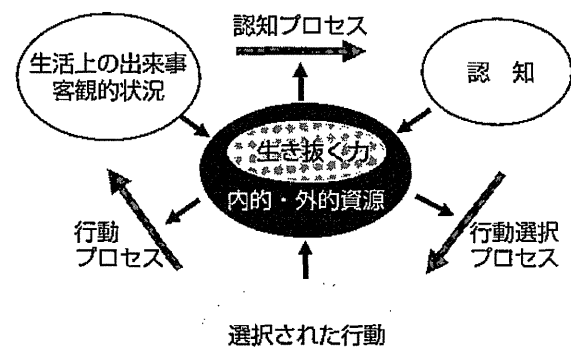 認知プロセス
生活上の出来事
客観的状況
認 知
生き抜く力
内的・外的資源
行動
プロセス
行動選択
プロセス
選択された行動